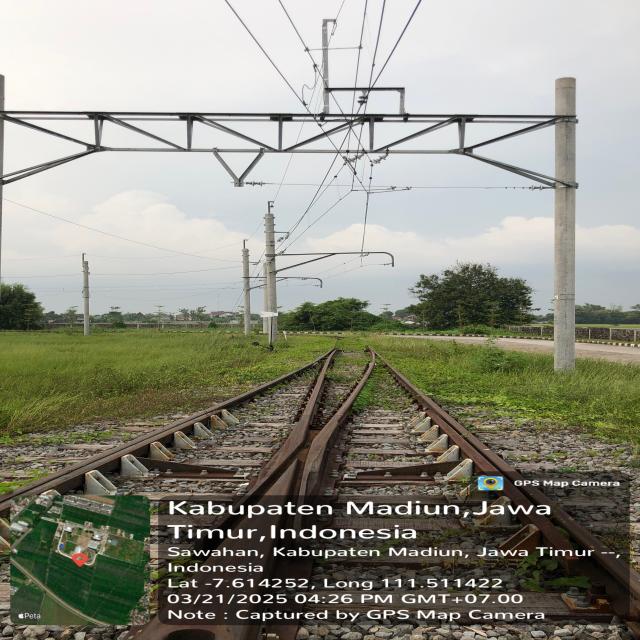 GPS Map Camera
Kabupaten Madiun,Jawa
Timur,Indonesia
Sawahan, Kabupaten Madiun, Jawa Timur --,
Indonesia
Lat -7.614252, Long 111.511422
03/21/2025 04:26 PM GMT+07:00
Note : Captured by GPS Map Camera
Peta